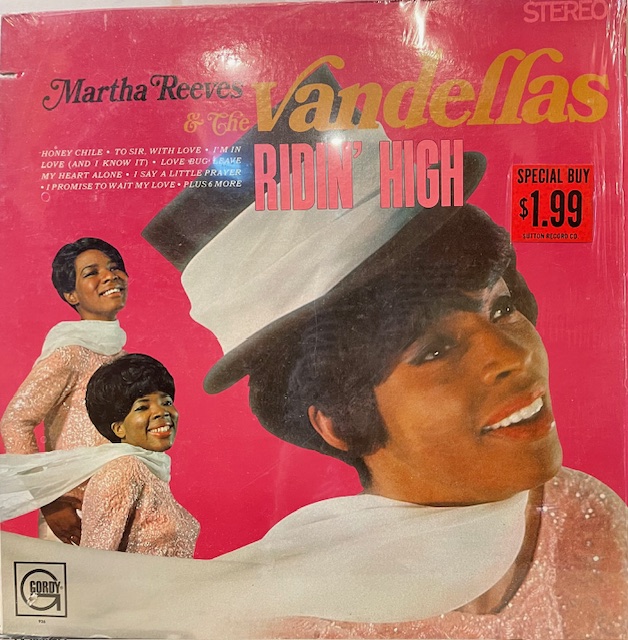 STEREO
Martha Reeves
& The Vandellas
RIDIN' HIGH
HONEY CHILE • TO SIR, WITH LOVE • I'M IN
LOVE (AND I KNOW IT) • LOVE BUG LEAVE
MY HEART ALONE • I SAY A LITTLE PRAYER
• I PROMISE TO WAIT MY LOVE • PLUS 6 MORE
SPECIAL BUY
$1.99
RECORD CO.
GORDY